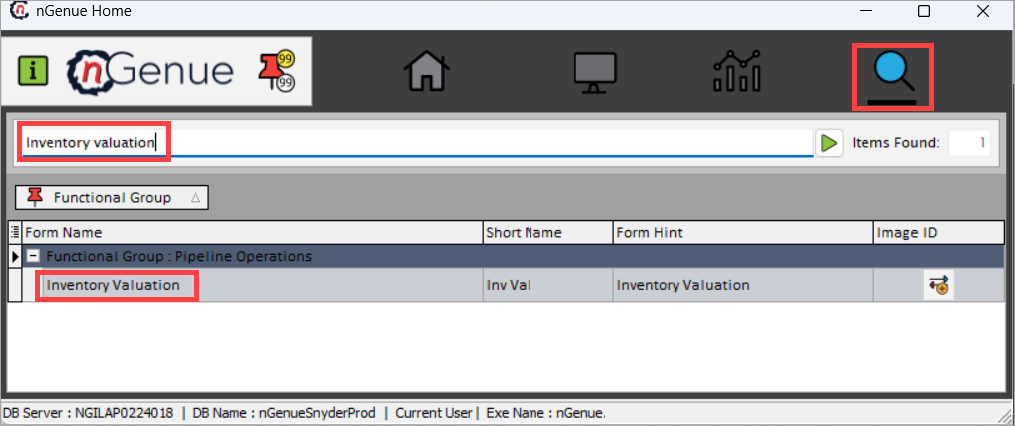 nGenue Home
i nGenue 99 99
Inventory valuation Items Found: 1
Functional Group
Form Name Short Name Form Hint Image ID
Functional Group : Pipeline Operations
Inventory Valuation Inv Val Inventory Valuation
DB Server : NGILAP0224018 | DB Name : nGenueSnyderProd | Current User | Exe Name : nGenue.